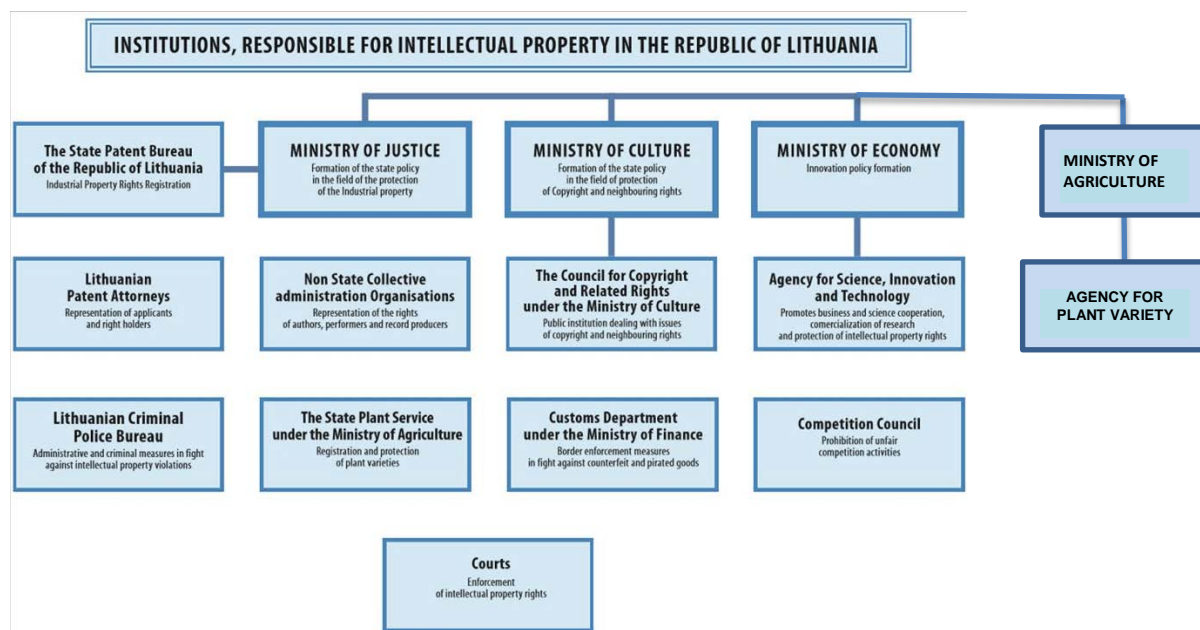 INSTITUTIONS, RESPONSIBLE FOR INTELLECTUAL PROPERTY IN THE REPUBLIC OF LITHUANIA
The State Patent Bureau
of the Republic of Lithuania
Industrial Property Rights Registration
MINISTRY OF JUSTICE
Formation of the state policy
in the field of the protection
of the Industrial property
MINISTRY OF CULTURE
Formation of the state policy
in the field of protection
of Copyright and neighbouring rights
MINISTRY OF ECONOMY
Innovation policy formation
MINISTRY OF
AGRICULTURE
Lithuanian
Patent Attorneys
Representation of applicants
and right holders
Non State Collective
administration Organisations
Representation of the rights
of authors, performers and record producers
The Council for Copyright
and Related Rights
under the Ministry of Culture
Public institution dealing with issues
of copyright and neighbouring rights
Agency for Science, Innovation
and Technology
Promotes business and science cooperation,
comercialization of research
and protection of intellectual property rights
AGENCY FOR
PLANT VARIETY
Lithuanian Criminal
Police Bureau
Administrative and criminal measures in fight
against intellectual property violations
The State Plant Service
under the Ministry of Agriculture
Registration and protection
of plant varieties
Customs Department
under the Ministry of Finance
Border enforcement measures
in fight against counterfeit and pirated goods
Competition Council
Prohibition of unfair
competition activities
Courts
Enforcement
of intellectual property rights